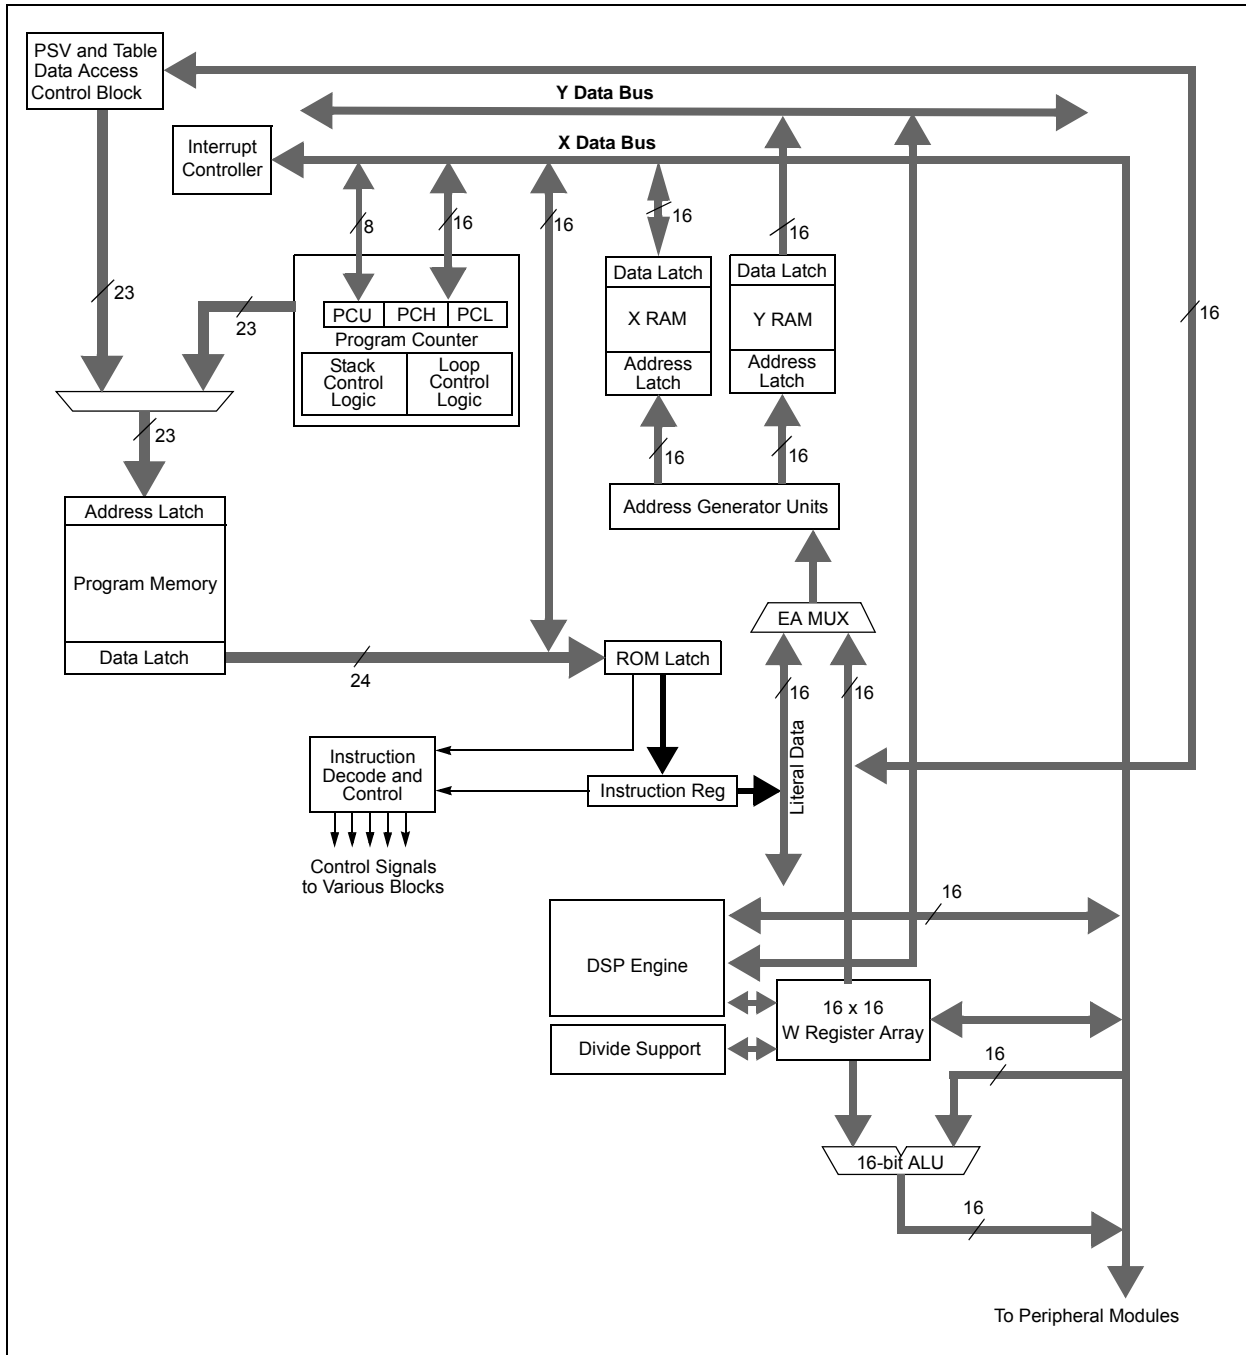 PSV and Table
Data Access
Control Block
Y Data Bus
Interrupt
Controller
X Data Bus
8
16
16
16
16
16
23
23
PCU
PCH
PCL
Program Counter
Stack
Control
Logic
Loop
Control
Logic
Data Latch
X RAM
Address
Latch
Data Latch
Y RAM
Address
Latch
23
16
16
Address Latch
Program Memory
Data Latch
Address Generator Units
EA MUX
24
ROM Latch
16
16
Literal Data
Instruction
Decode and
Control
Instruction Reg
Control Signals
to Various Blocks
16
DSP Engine
16 x 16
W Register Array
Divide Support
16
16-bit ALU
16
To Peripheral Modules